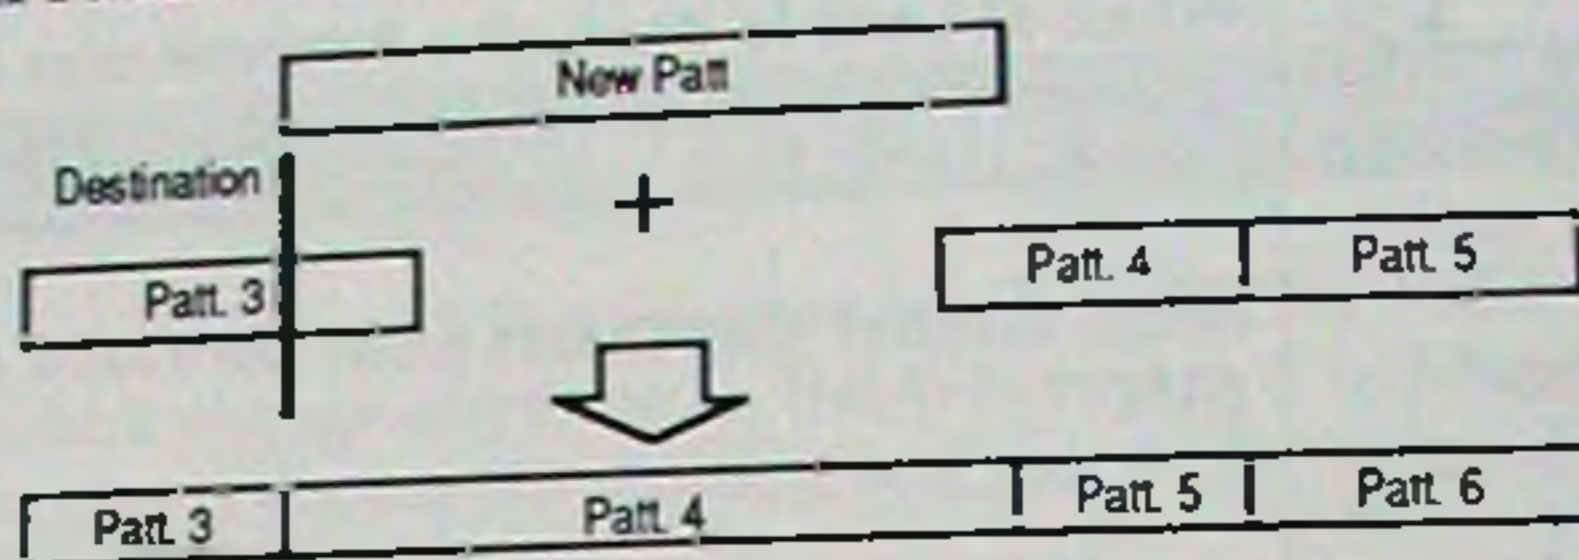 New Patt
Destination
+
Patt. 4 Patt. 5
Patt. 3
Patt. 3 Patt. 4 Patt. 5 Patt. 6